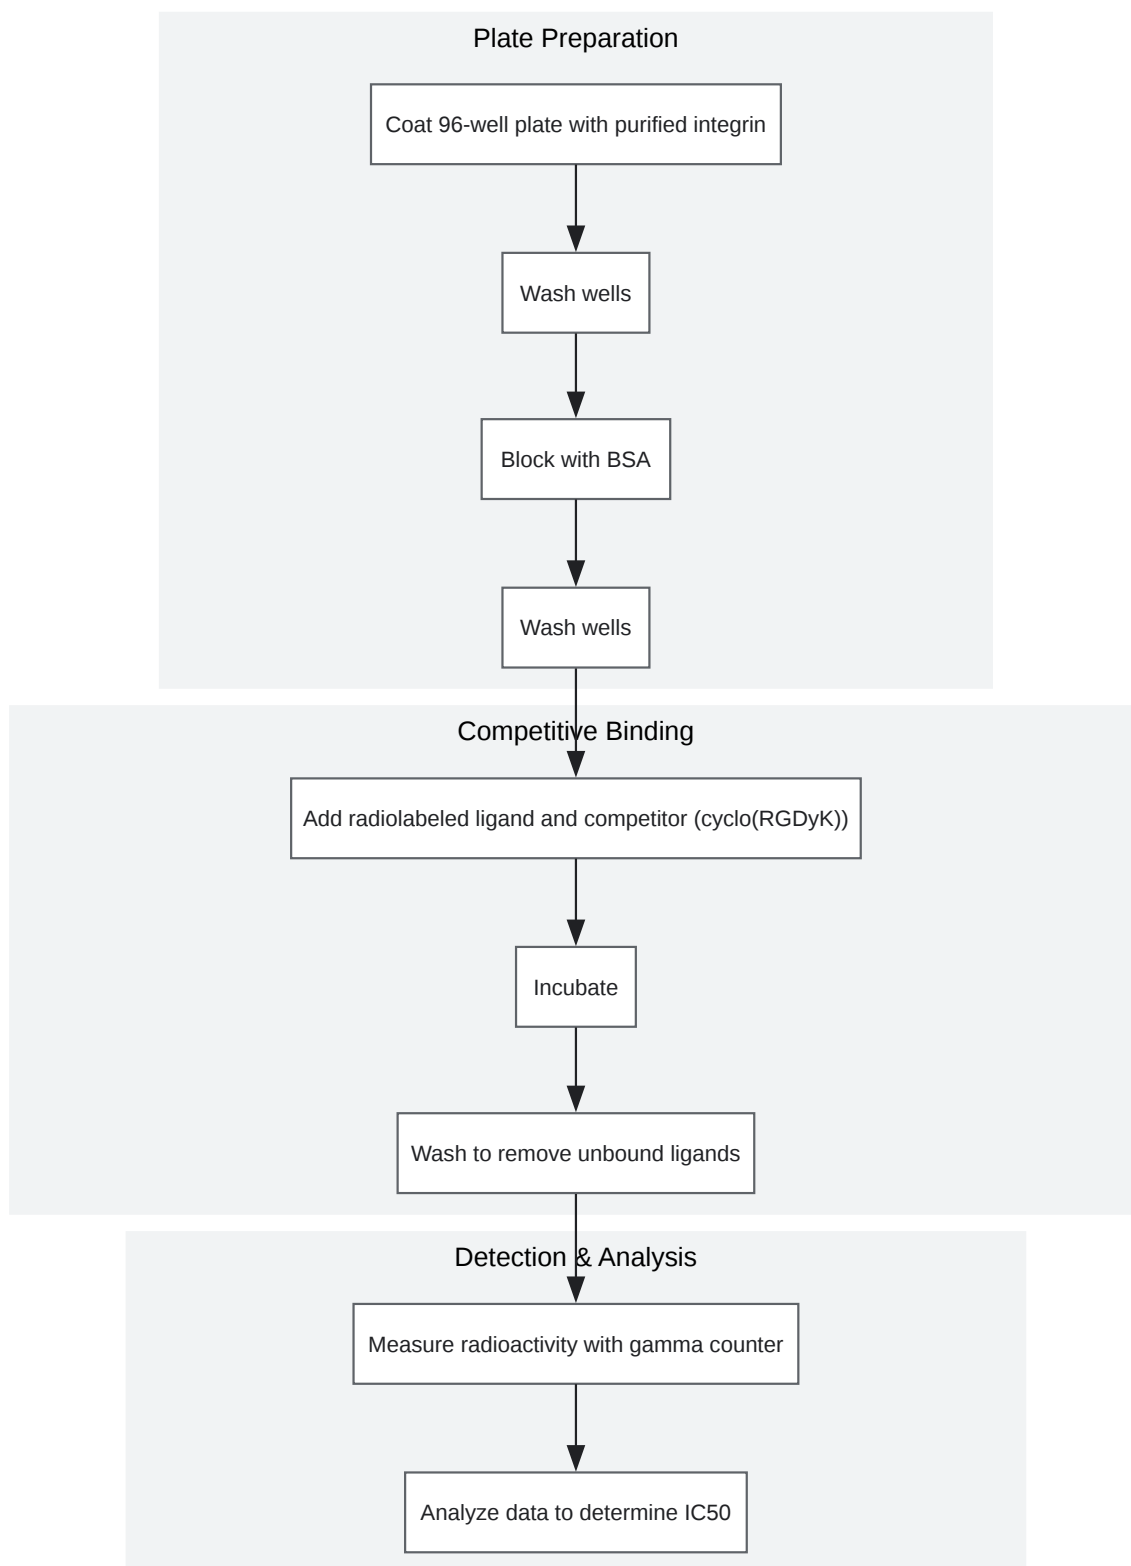 Plate Preparation
Coat 96-well plate with purified integrin
Wash wells
Block with BSA
Wash wells
Competitive Binding
Add radiolabeled ligand and competitor (cyclo(RGDyK))
Incubate
Wash to remove unbound ligands
Detection & Analysis
Measure radioactivity with gamma counter
Analyze data to determine IC50